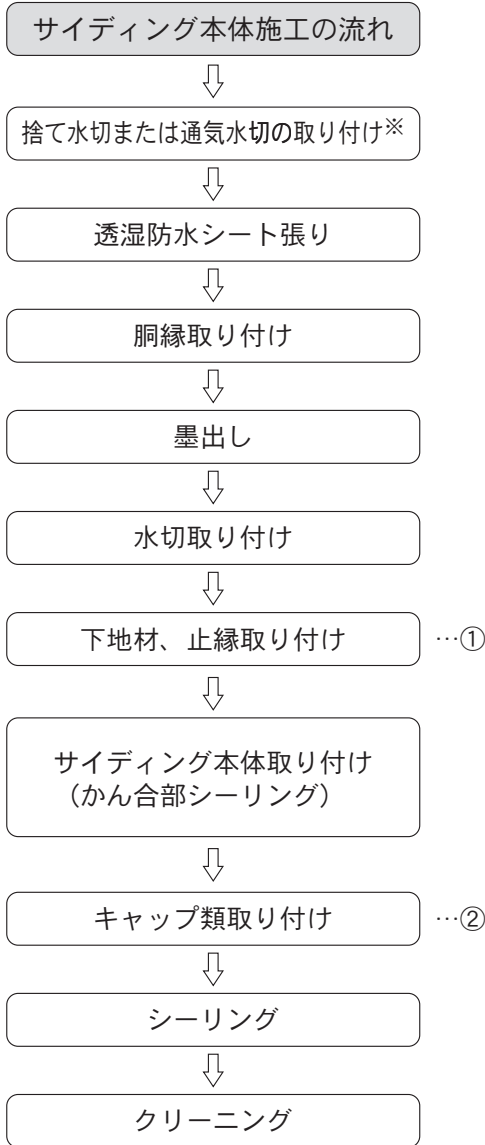 サイディング本体施工の流れ
捨て水切または通気水切の取り付け※
透湿防水シート張り
胴縁取り付け
墨出し
水切取り付け
下地材、止縁取り付け …①
サイディング本体取り付け
（かん合部シーリング）
キャップ類取り付け …②
シーリング
クリーニング